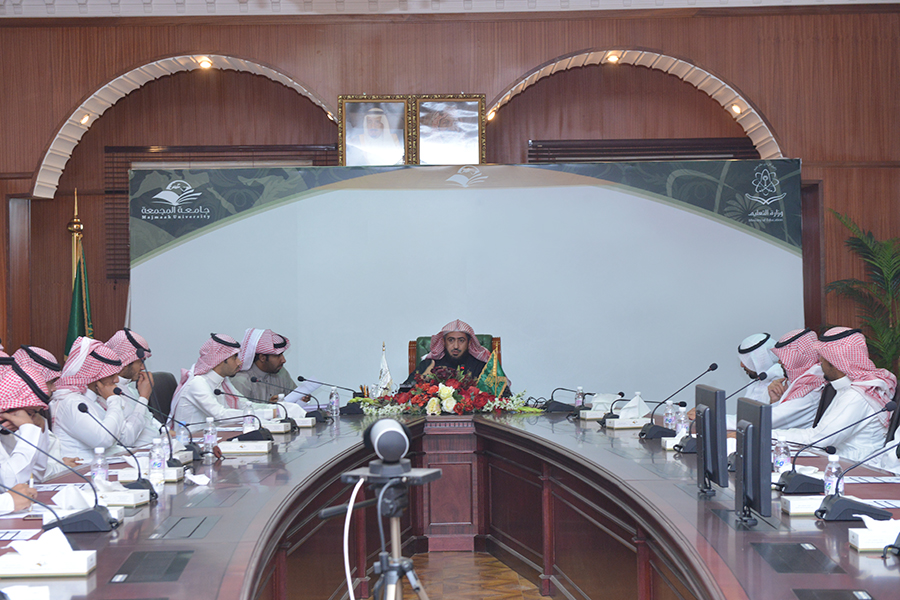 جامعة المجمعة
Majmaah University
وزارة التعليم
Ministry of Education